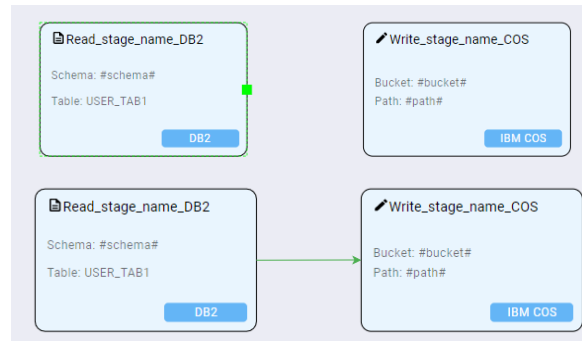 Read_stage_name_DB2
Schema: #schema#
Table: USER_TAB1
DB2
Write_stage_name_COS
Bucket: #bucket#
Path: #path#
IBM COS
Read_stage_name_DB2
Schema: #schema#
Table: USER_TAB1
DB2
Write_stage_name_COS
Bucket: #bucket#
Path: #path#
IBM COS